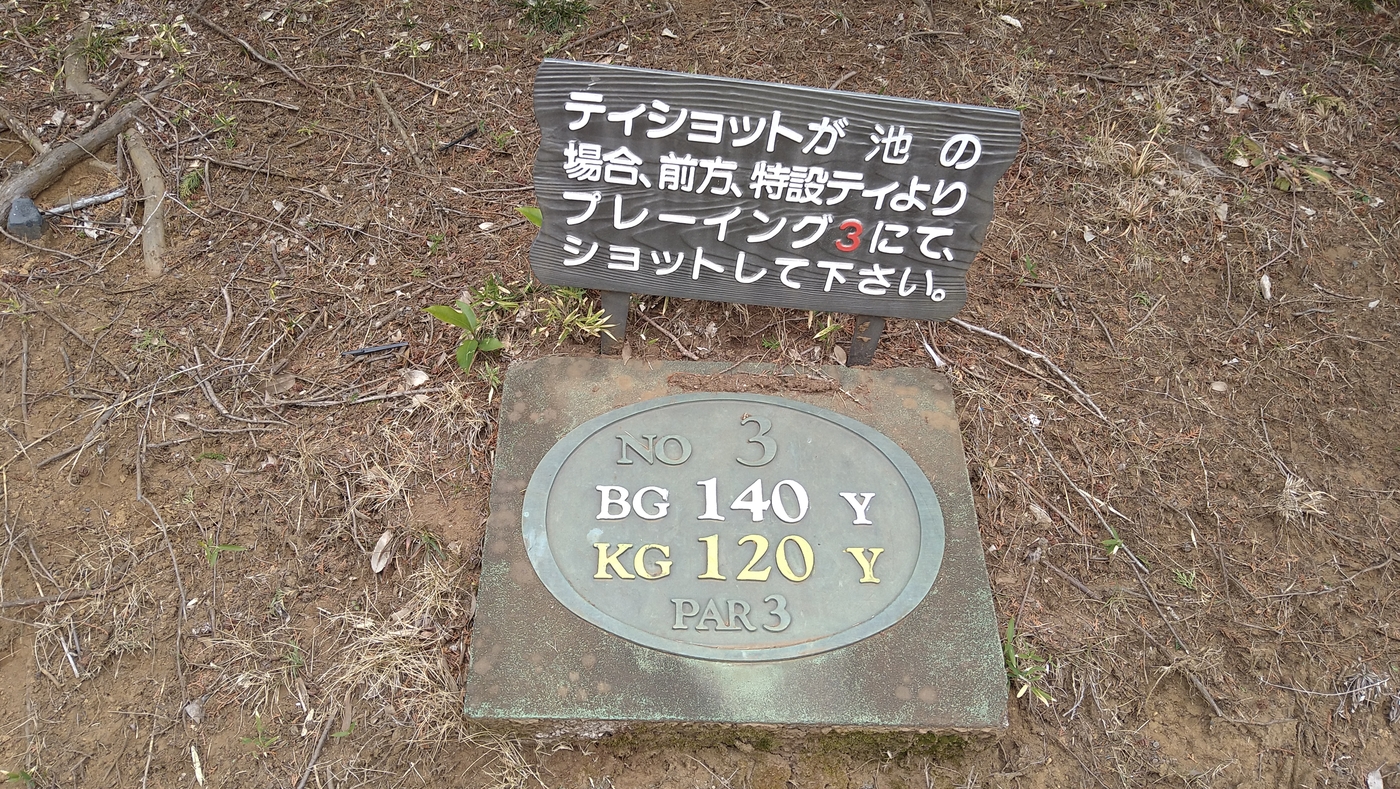 ティショットが 池 の
場合、前方、特設ティより
プレーイング3にて、
ショットして下さい。
NO 3
BG 140 Y
KG 120 Y
PAR 3